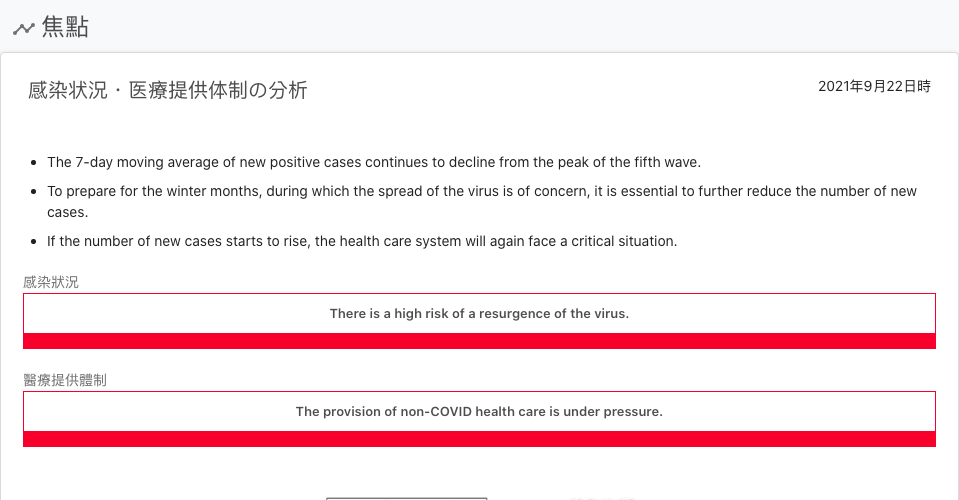 焦點
感染状況・医療提供体制の分析
2021年9月22日時
The 7-day moving average of new positive cases continues to decline from the peak of the fifth wave.
To prepare for the winter months, during which the spread of the virus is of concern, it is essential to further reduce the number of new
cases.
If the number of new cases starts to rise, the health care system will again face a critical situation.
感染狀況
There is a high risk of a resurgence of the virus.
醫療提供體制
The provision of non-COVID health care is under pressure.